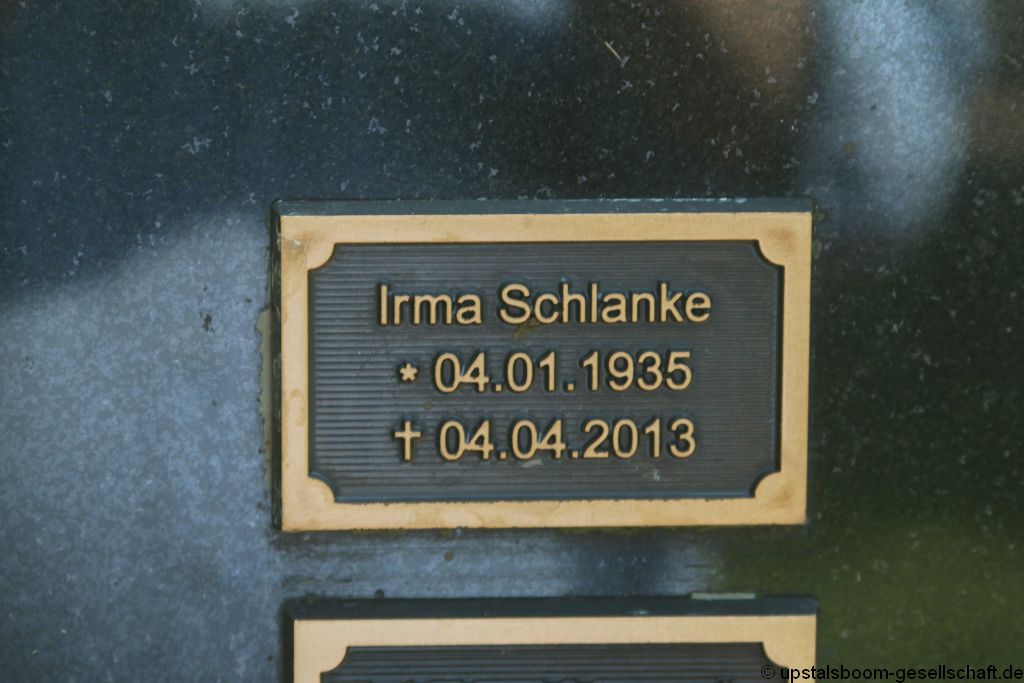 Irma Schlanke
* 04.01.1935
† 04.04.2013
© upstalsboom-gesellschaft.de